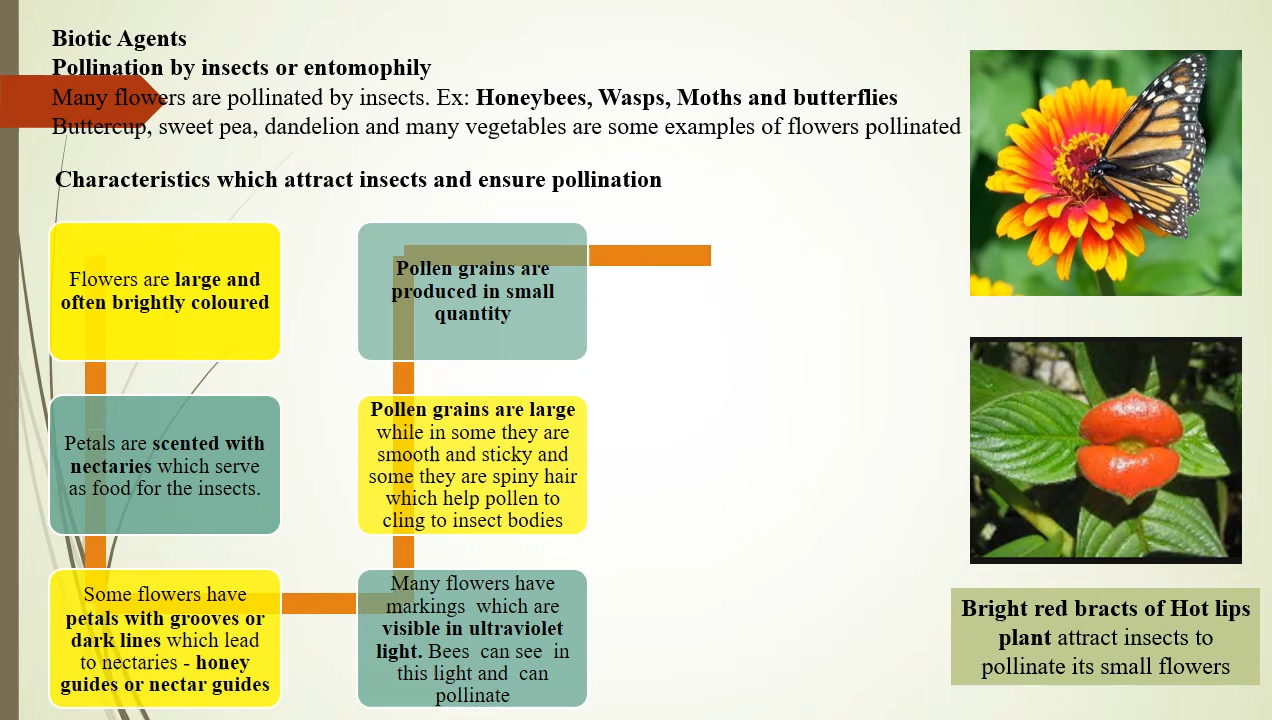 Biotic Agents
Pollination by insects or entomophily
Many flowers are pollinated by insects. Ex: Honeybees, Wasps, Moths and butterflies
Buttercup, sweet pea, dandelion and many vegetables are some examples of flowers pollinated
Characteristics which attract insects and ensure pollination
Flowers are large and
often brightly coloured
Petals are scented with
nectaries which serve
as food for the insects.
Some flowers have
petals with grooves or
dark lines which lead
to nectaries - honey
guides or nectar guides
Many flowers have
markings which are
visible in ultraviolet
light. Bees can see in
this light and can
pollinate
Pollen grains are large
while in some they are
smooth and sticky and
some they are spiny hair
which help pollen to
cling to insect bodies
Pollen grains are
produced in small
quantity
Bright red bracts of Hot lips
plant attract insects to
pollinate its small flowers